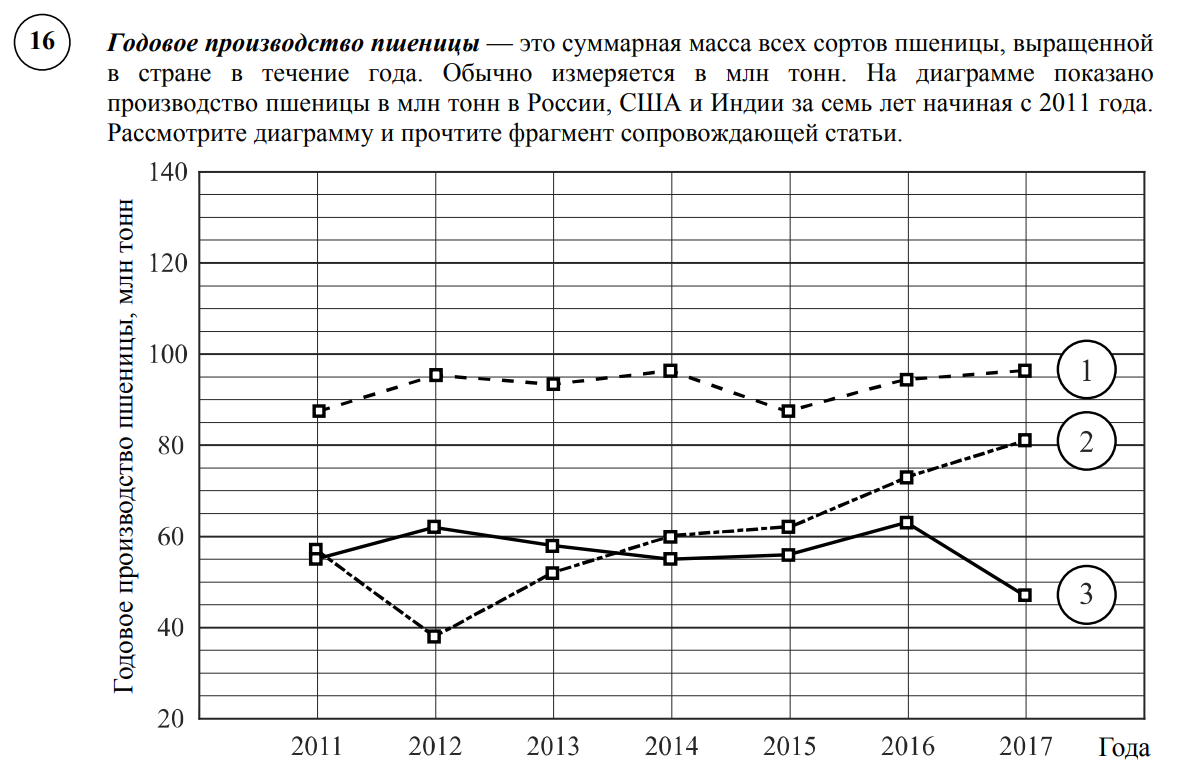 16
Годовое производство пшеницы — это суммарная масса всех сортов пшеницы, выращенной
в стране в течение года. Обычно измеряется в млн тонн. На диаграмме показано
производство пшеницы в млн тонн в России, США и Индии за семь лет начиная с 2011 года.
Рассмотрите диаграмму и прочтите фрагмент сопровождающей статьи.
Годовое производство пшеницы, млн тонн
140
120
100
80
60
40
20
1
2
3
2011 2012 2013 2014 2015 2016 2017 Года